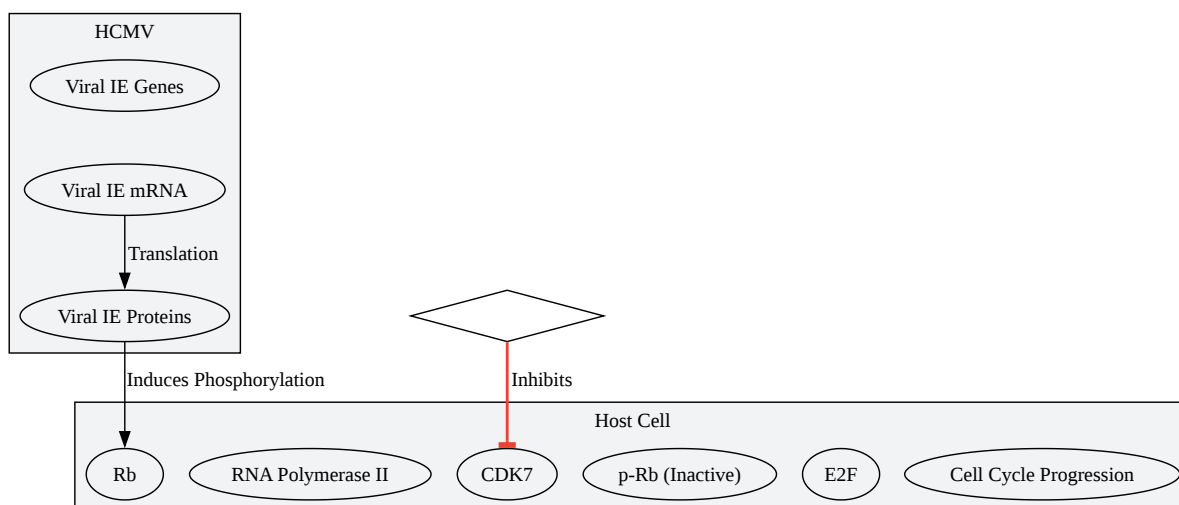 HCMV
Viral IE Genes
Viral IE mRNA
Translation
Viral IE Proteins
Induces Phosphorylation
Inhibits
Host Cell
Rb
RNA Polymerase II
CDK7
p-Rb (Inactive)
E2F
Cell Cycle Progression